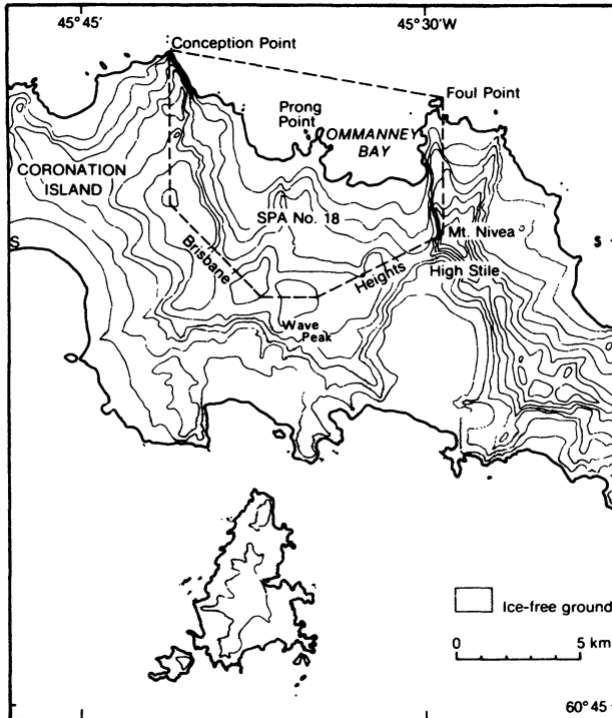 45°45'
45°30'W
Conception Point
Foul Point
Prong
Point
OMMANNEY
BAY
CORONATION
ISLAND
SPA No. 18
S
Mt. Nivea
S
Brisbane
Heights
High Stile
Wave
Peak
Ice-free ground
0 5 km
60°45'